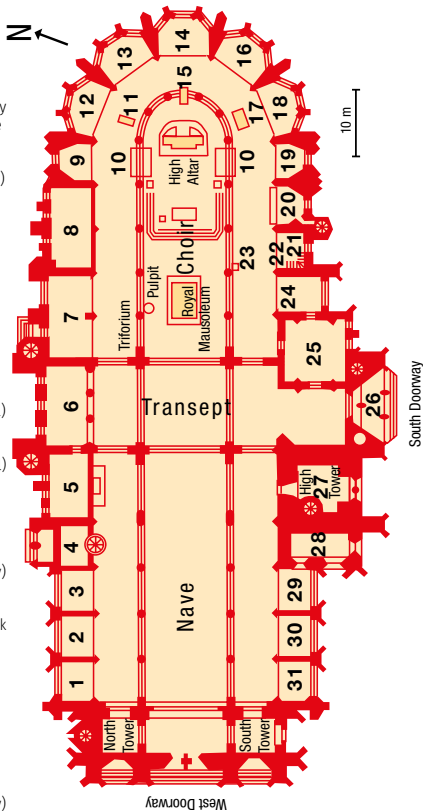 N
14
13
16
15
12
11
17
18
10 m
9
10
High
Altar
10
19
20
8
Choir
21
22
23
Pulpit
Royal
Mausoleum
Triforium
7
24
25
6
Transept
26
South Doorway
5
High
Tower
27
4
28
3
29
2
Nave
30
1
31
North
Tower
South
Tower
West Doorway
y
e
)
.)
.)
)
k
)